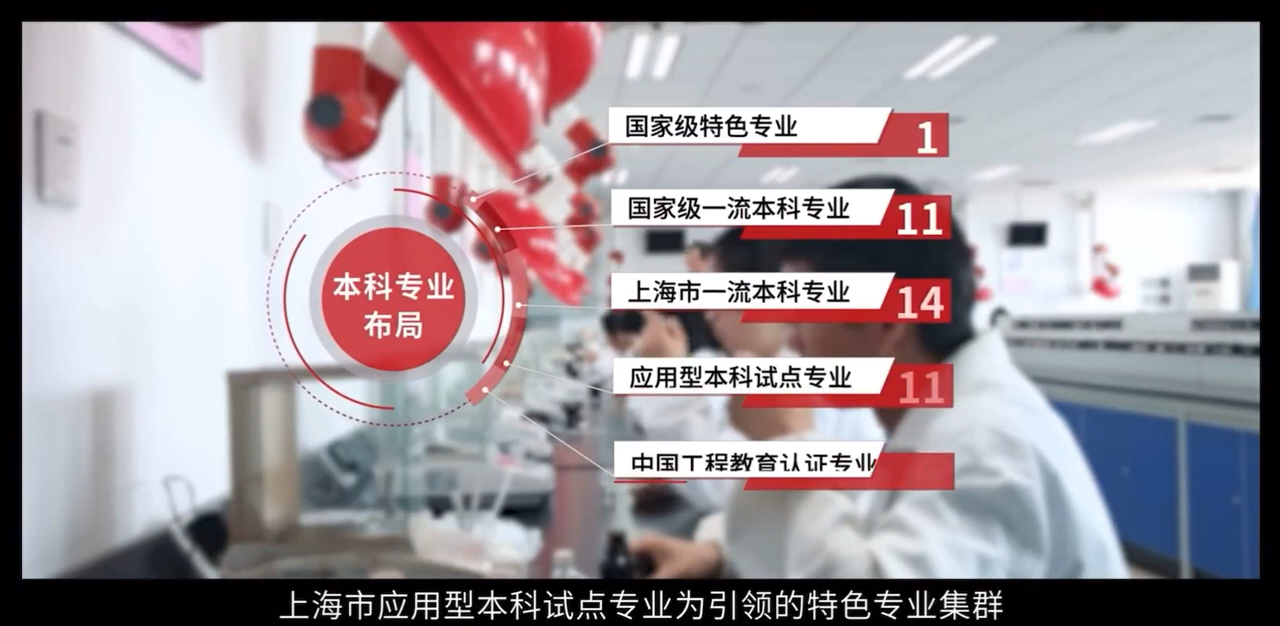 国家级特色专业 1
国家级一流本科专业 11
本科专业
布局
上海市一流本科专业 14
应用型本科试点专业 11
中国工程教育认证专业
上海市应用型本科试点专业为引领的特色专业集群